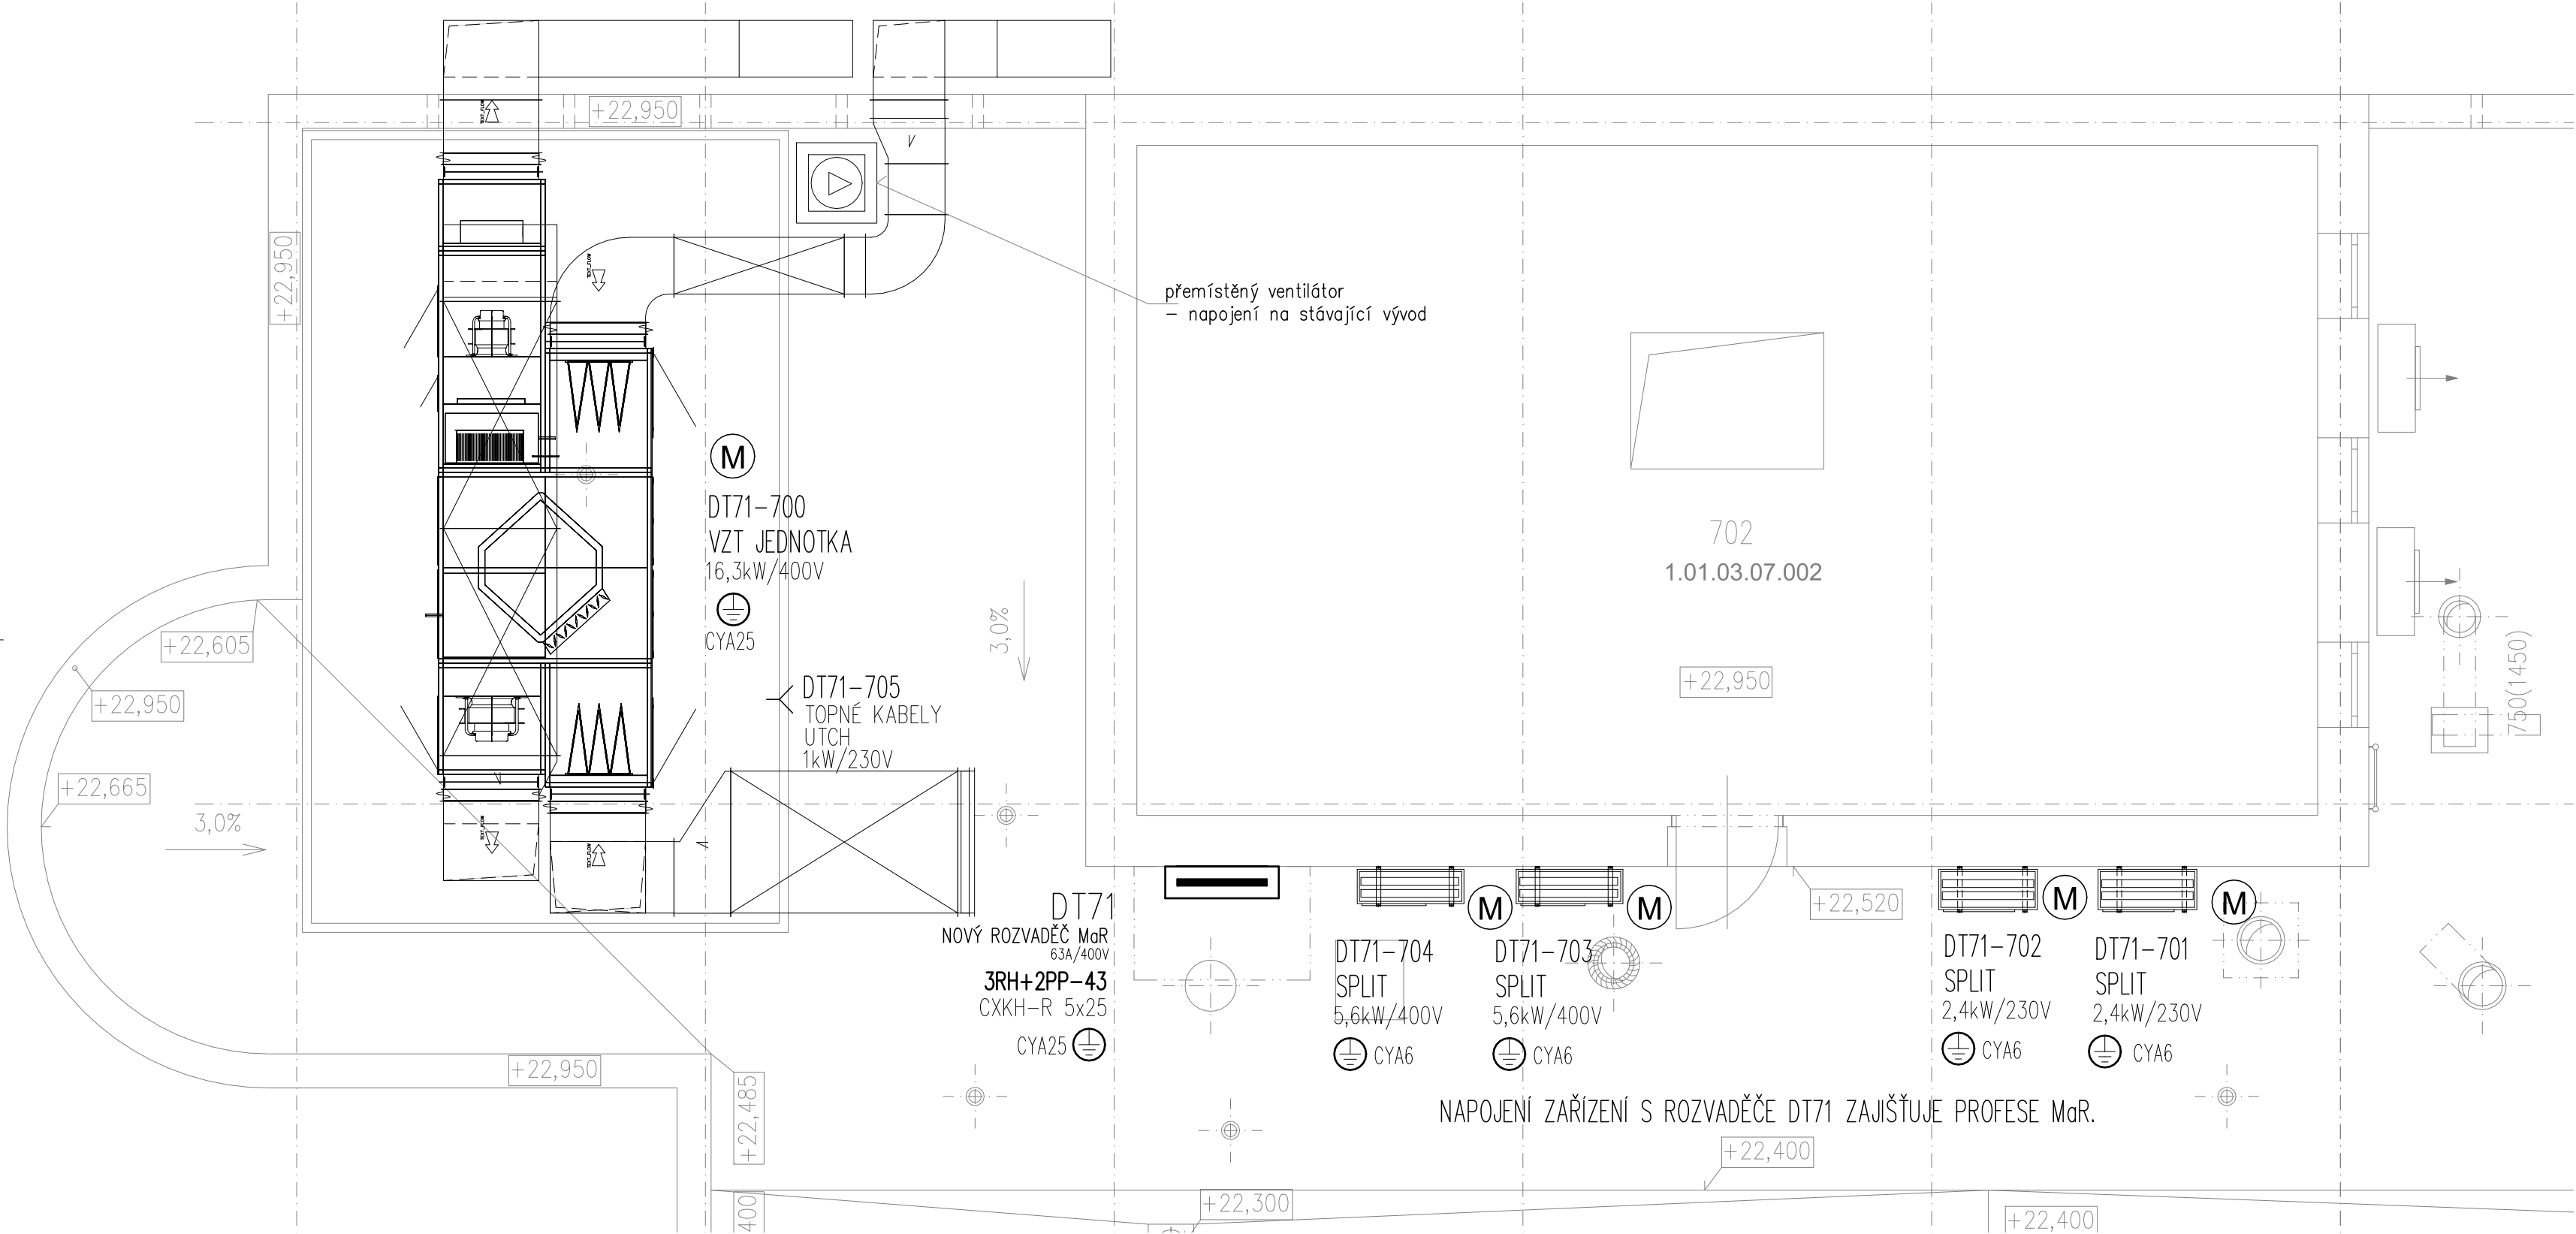 +22,950
+22,950
TEXT_FLOW
V
TEXT_FLOW
přemístěný ventilátor
– napojení na stávající vývod
M
DT71-700
VZT JEDNOTKA
16,3kW/400V
CYA25
702
1.01.03.07.002
+22,950
3,0%
+22,605
+22,950
+22,665
3,0%
DT71-705
TOPNÉ KABELY
UTCH
1kW/230V
750(1450)
V
V
TEXT_FLOW
TEXT_FLOW
DT71
NOVÝ ROZVADĚČ MaR
63A/400V
3RH+2PP-43
CXKH-R 5x25
CYA25
M
DT71-704
SPLIT
5,6kW/400V
CYA6
M
DT71-703
SPLIT
5,6kW/400V
CYA6
+22,520
M
DT71-702
SPLIT
2,4kW/230V
CYA6
M
DT71-701
SPLIT
2,4kW/230V
CYA6
+22,950
+22,485
NAPOJENÍ ZAŘÍZENÍ S ROZVADĚČE DT71 ZAJIŠŤUJE PROFESE MaR.
+22,400
+22,300
400
+22,400